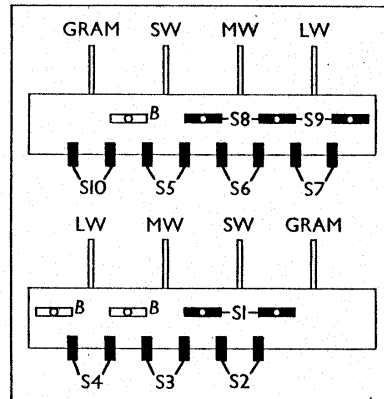 GRAM SW MW LW
B S8 S9
S10 S5 S6 S7
LW MW SW GRAM
B B S1
S4 S3 S2